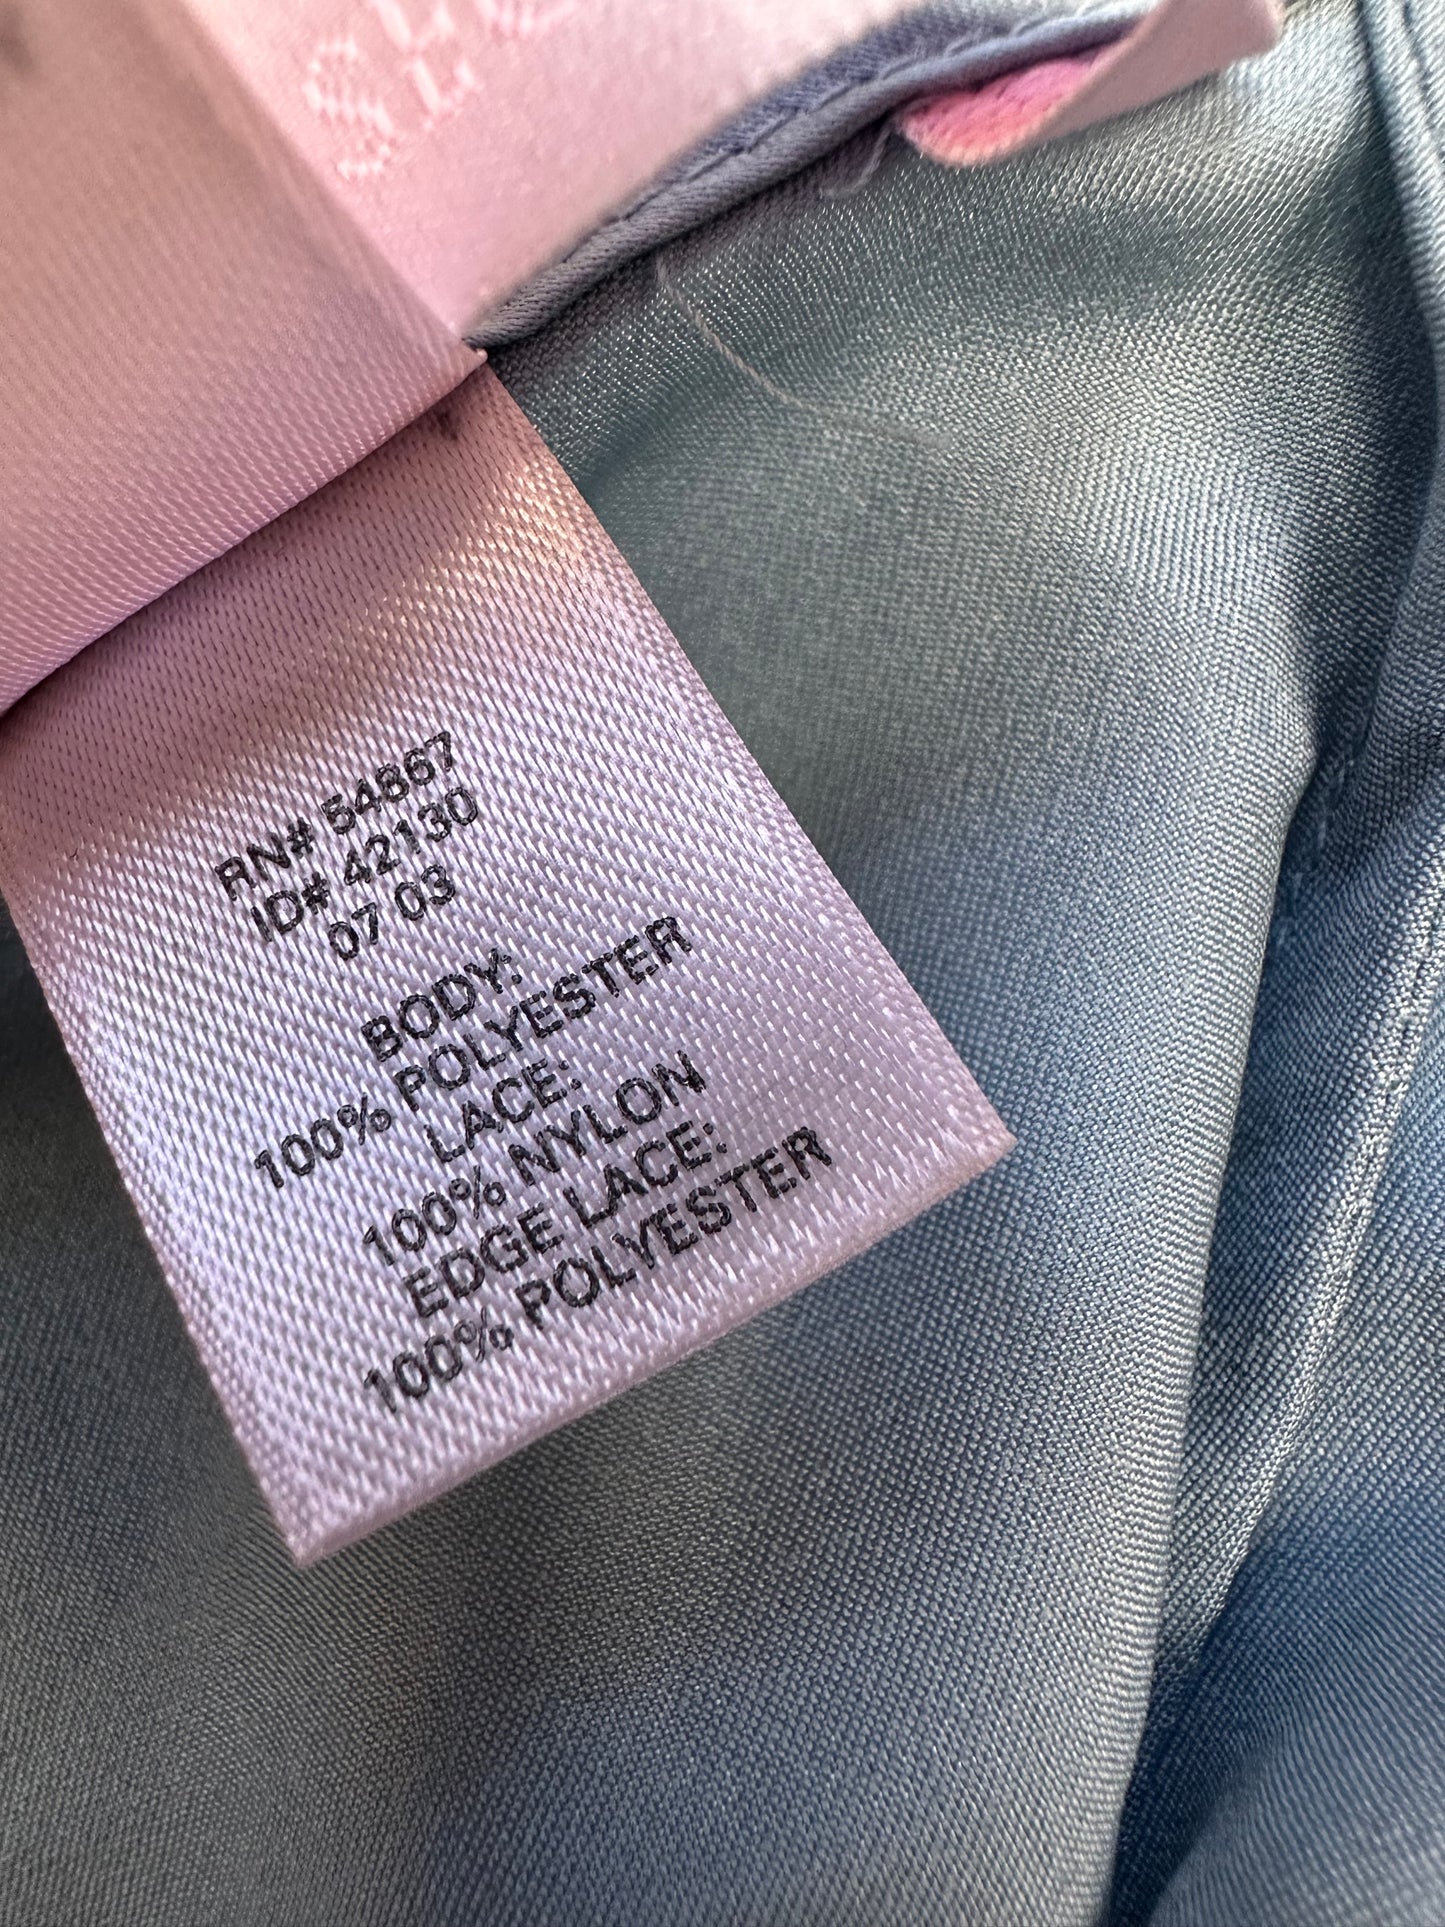 RN# 54867
ID# 42130
07 03
BODY:
100% POLYESTER
LACE:
100% NYLON
EDGE LACE:
100% POLYESTER